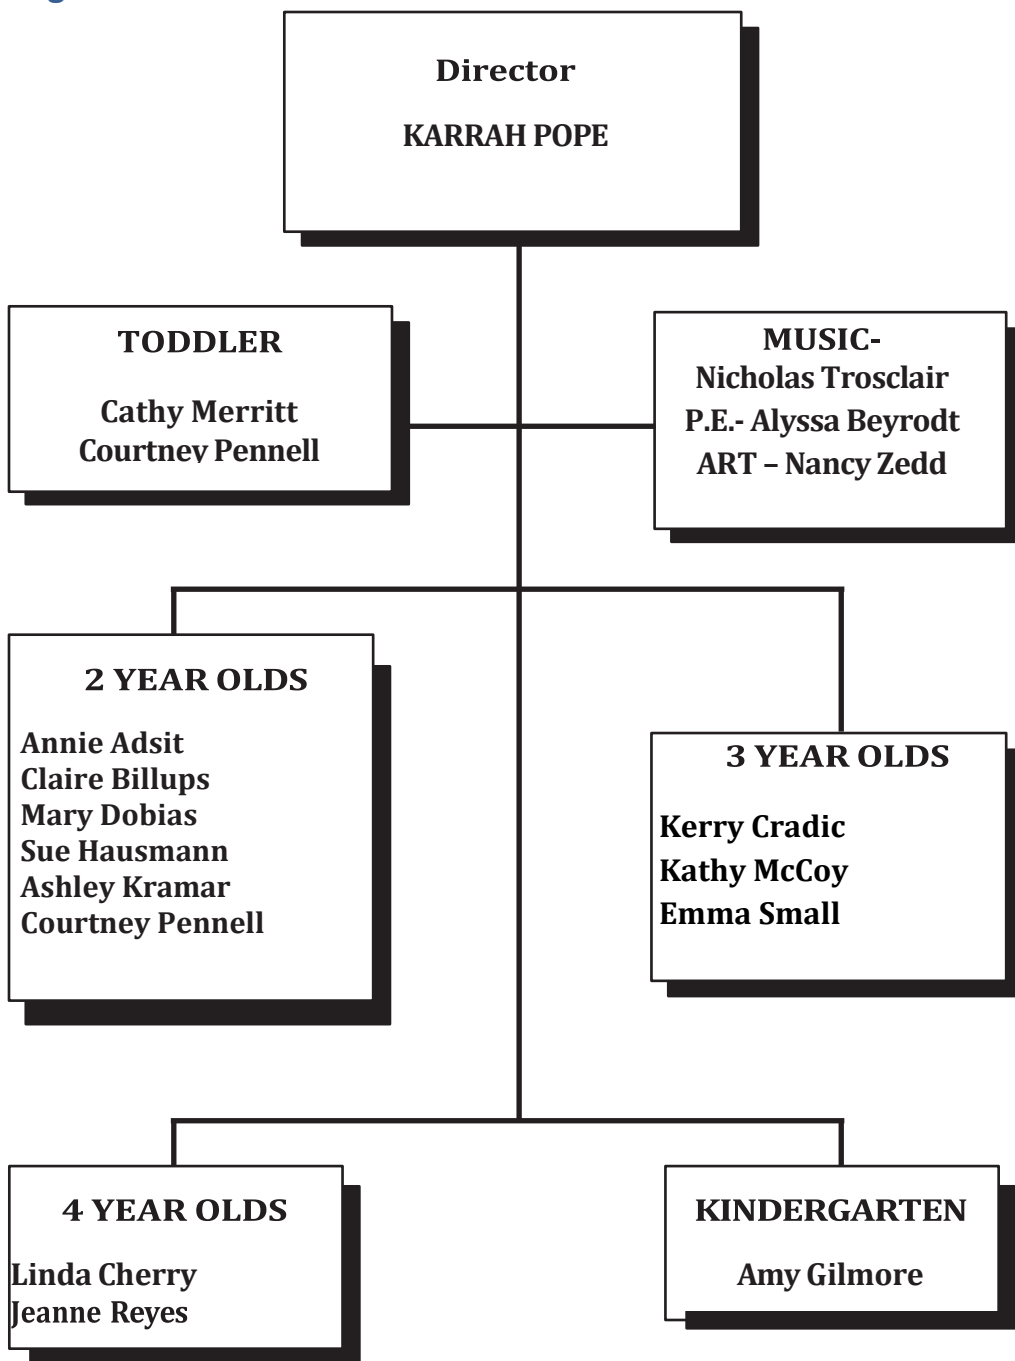 Director
KARRAH POPE
TODDLER
Cathy Merritt
Courtney Pennell
MUSIC-
Nicholas Trosclair
P.E.- Alyssa Beyrodt
ART – Nancy Zedd
2 YEAR OLDS
Annie Adsit
Claire Billups
Mary Dobias
Sue Hausmann
Ashley Kramar
Courtney Pennell
3 YEAR OLDS
Kerry Cradic
Kathy McCoy
Emma Small
4 YEAR OLDS
Linda Cherry
Jeanne Reyes
KINDERGARTEN
Amy Gilmore